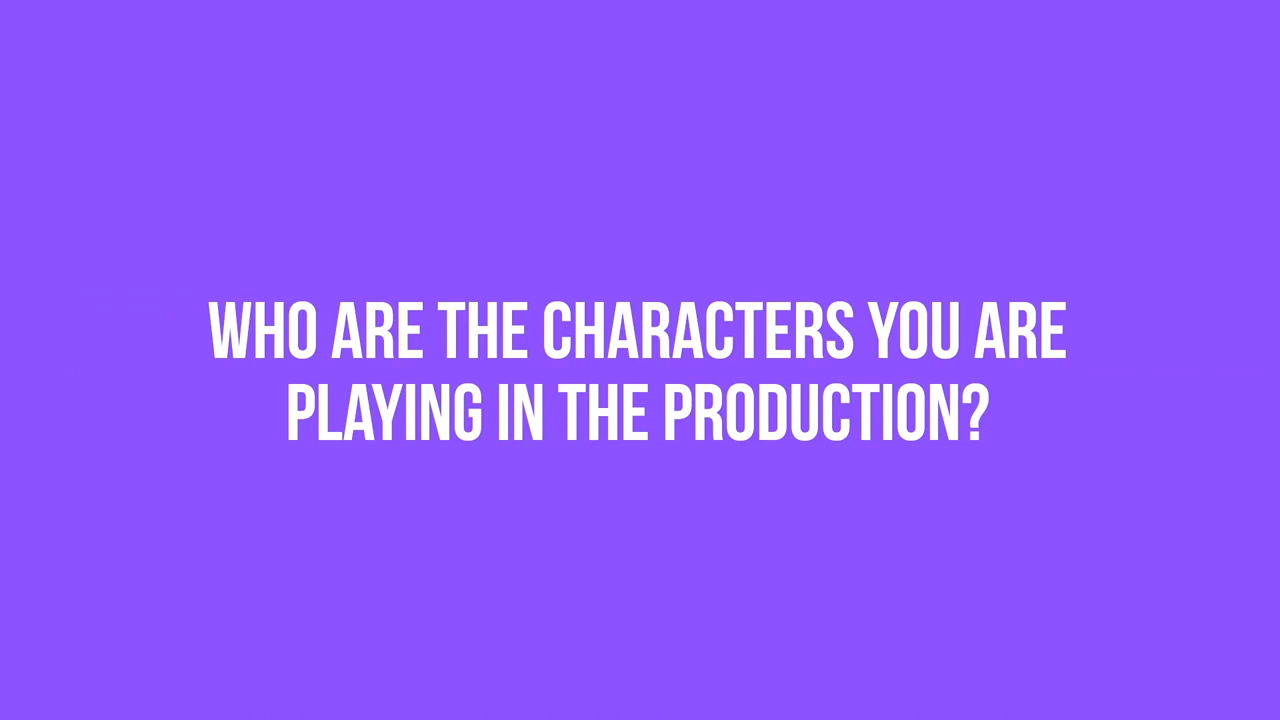 WHO ARE THE CHARACTERS YOU ARE
PLAYING IN THE PRODUCTION?